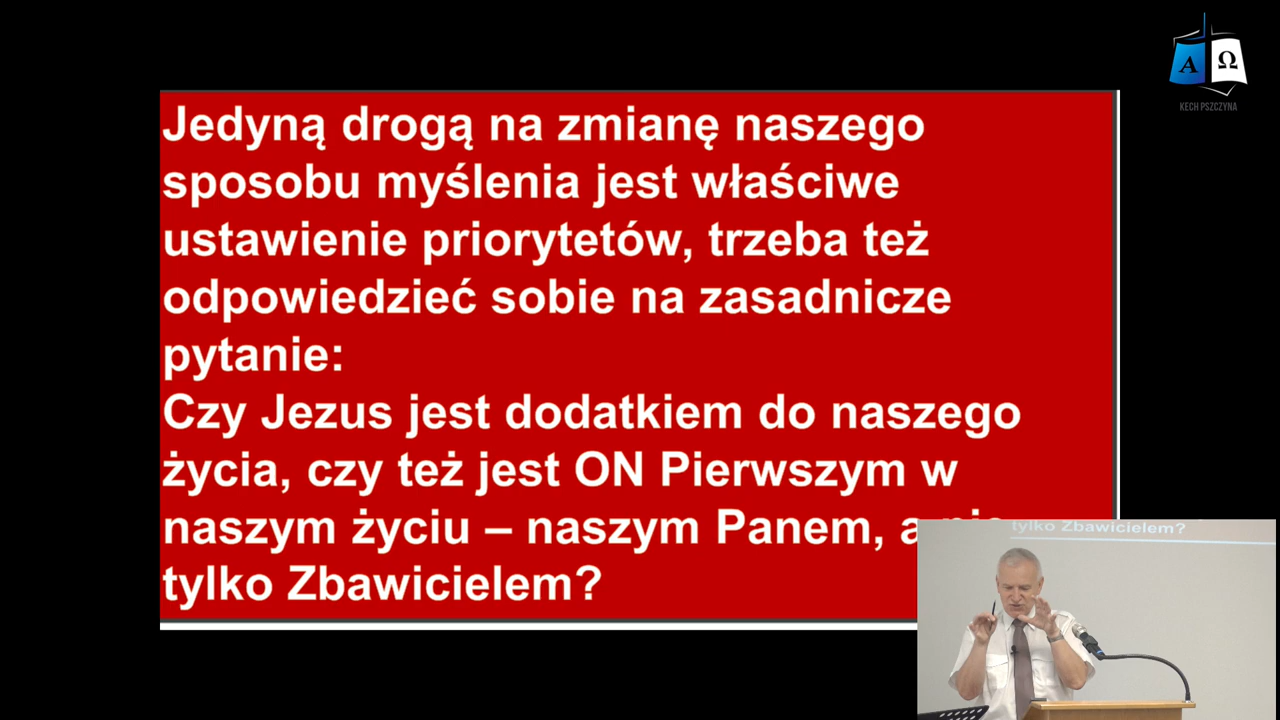 Α Ω
KECH PSZCZYNA
Jedyną drogą na zmianę naszego
sposobu myślenia jest właściwe
ustawienie priorytetów, trzeba też
odpowiedzieć sobie na zasadnicze
pytanie:
Czy Jezus jest dodatkiem do naszego
życia, czy też jest ON Pierwszym w
naszym życiu – naszym Panem, a
tylko Zbawicielem?
tylko Zbawicielem?